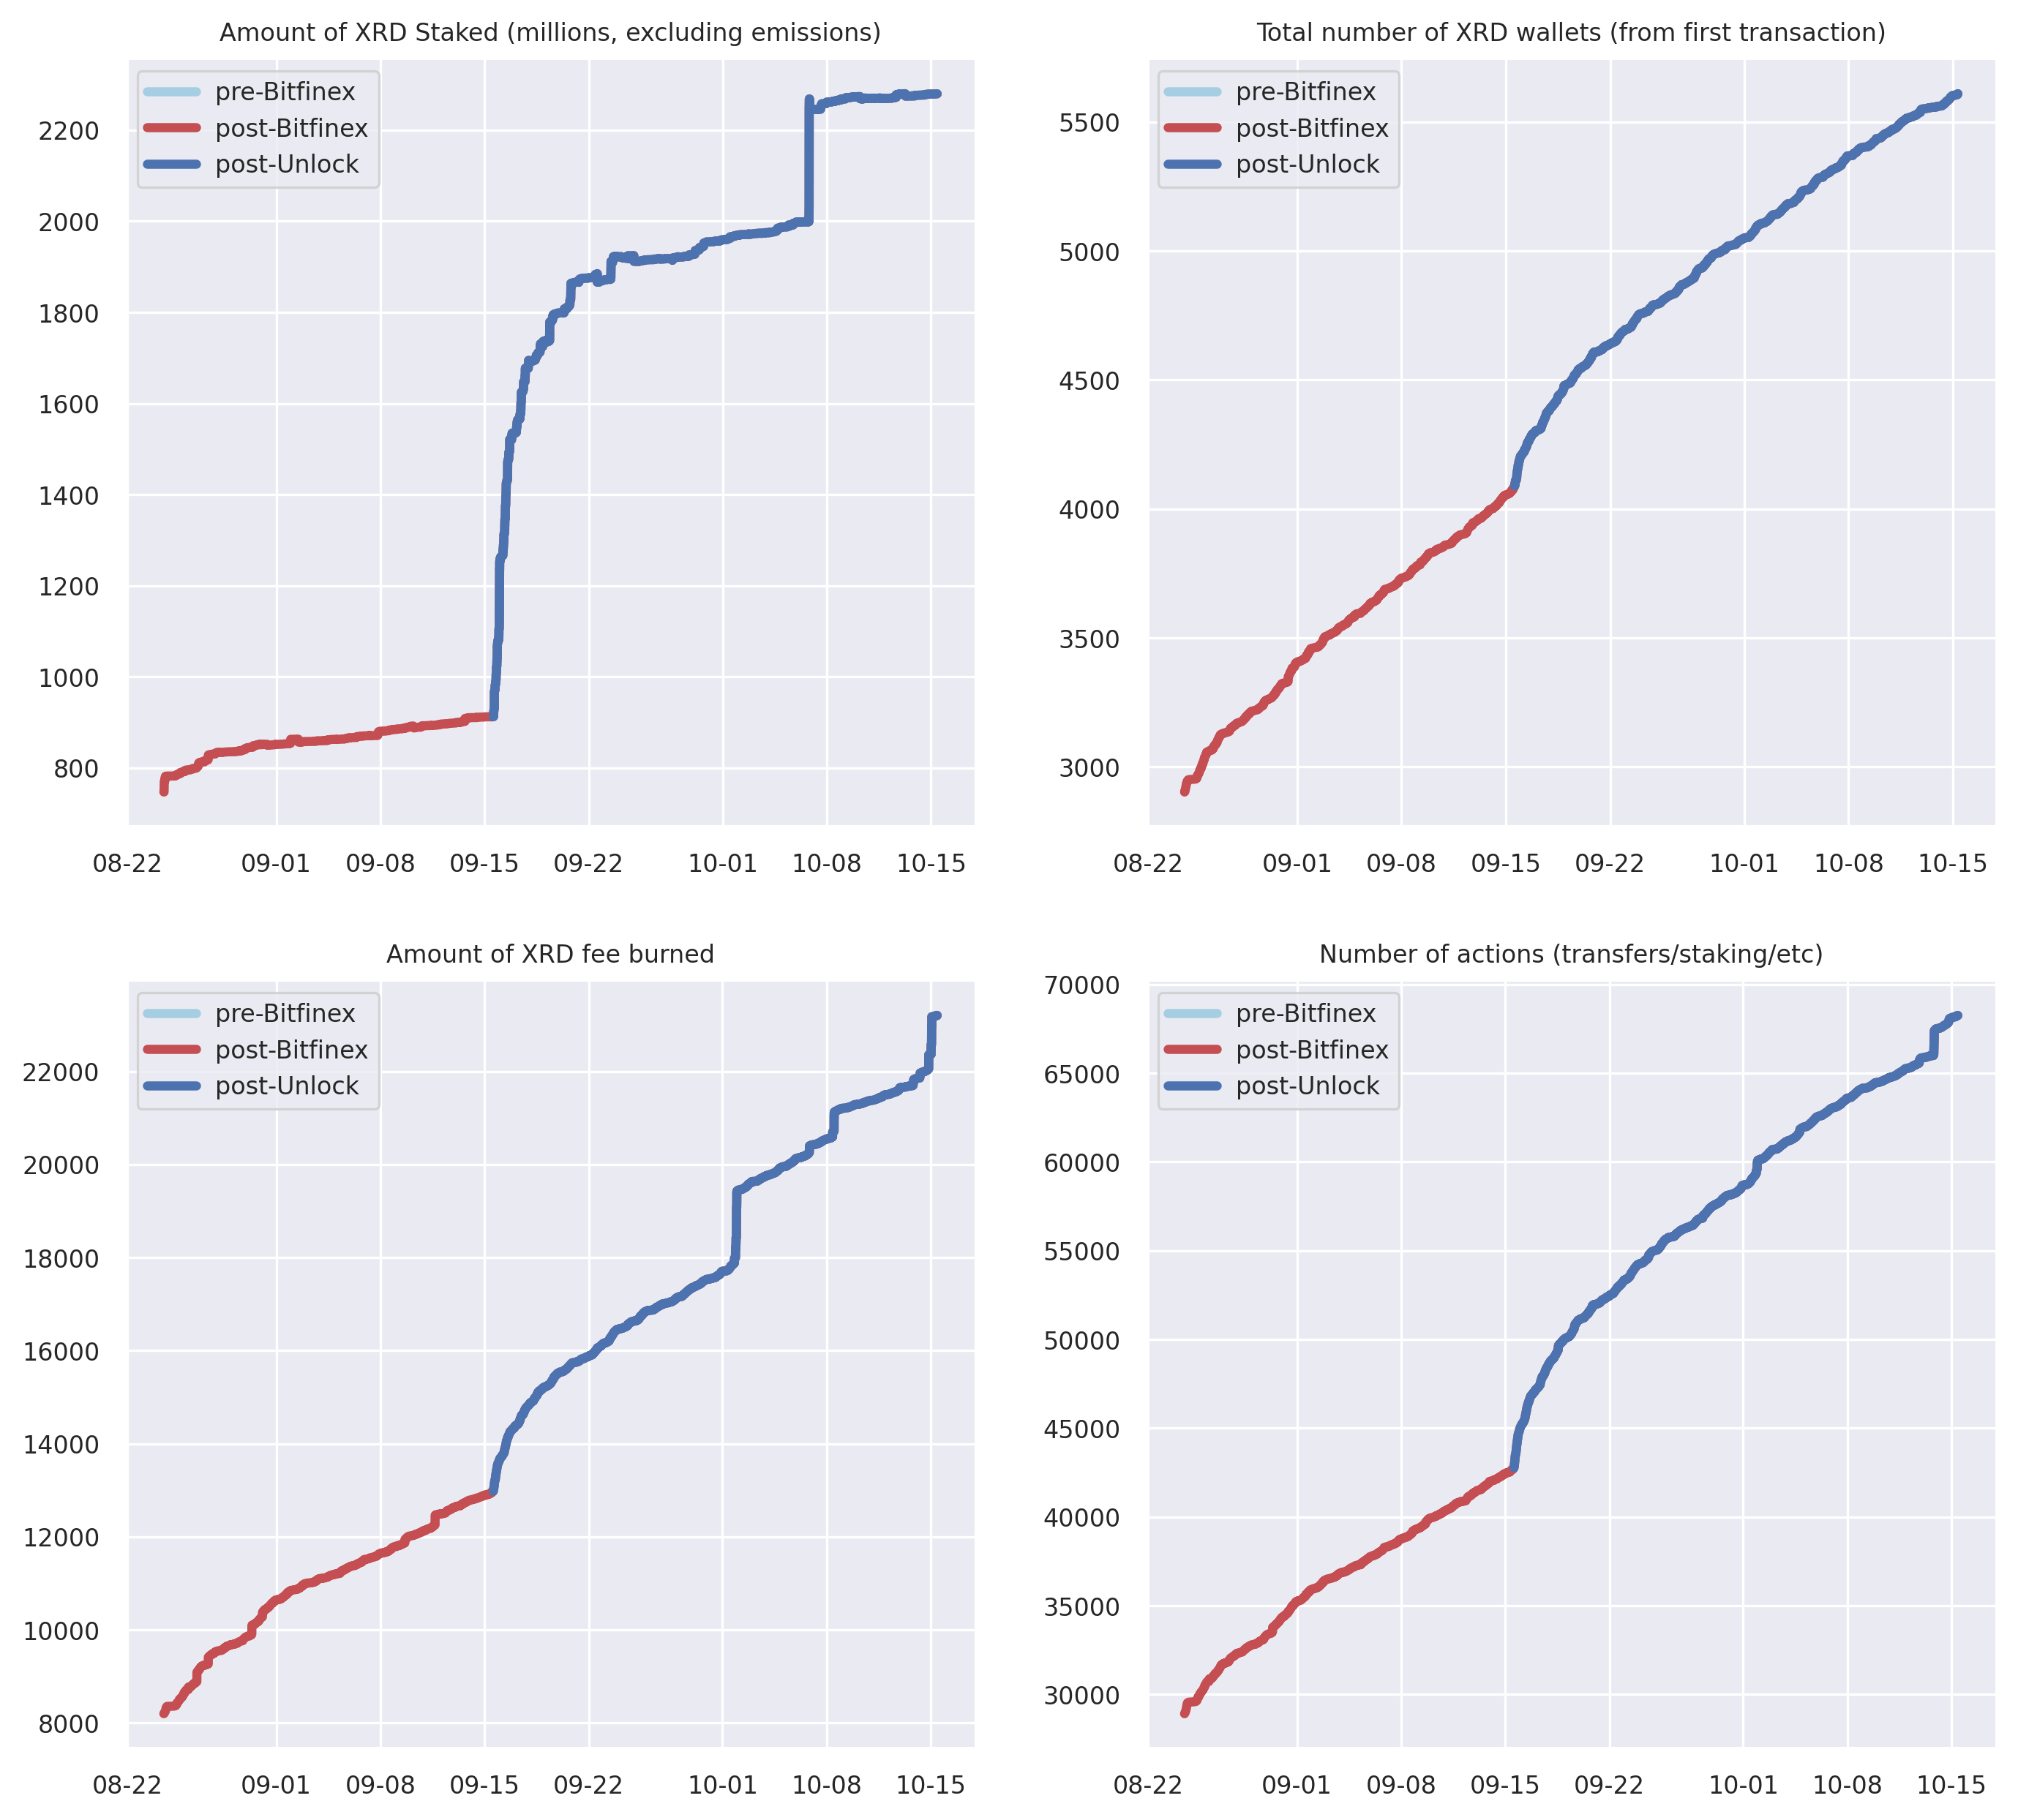 Amount of XRD Staked (millions, excluding emissions)
pre-Bitfinex
post-Bitfinex
post-Unlock
2200
2000
1800
1600
1400
1200
1000
800
08-22 09-01 09-08 09-15 09-22 10-01 10-08 10-15
Total number of XRD wallets (from first transaction)
pre-Bitfinex
post-Bitfinex
post-Unlock
5500
5000
4500
4000
3500
3000
08-22 09-01 09-08 09-15 09-22 10-01 10-08 10-15
Amount of XRD fee burned
pre-Bitfinex
post-Bitfinex
post-Unlock
22000
20000
18000
16000
14000
12000
10000
8000
08-22 09-01 09-08 09-15 09-22 10-01 10-08 10-15
Number of actions (transfers/staking/etc)
pre-Bitfinex
post-Bitfinex
post-Unlock
70000
65000
60000
55000
50000
45000
40000
35000
30000
08-22 09-01 09-08 09-15 09-22 10-01 10-08 10-15